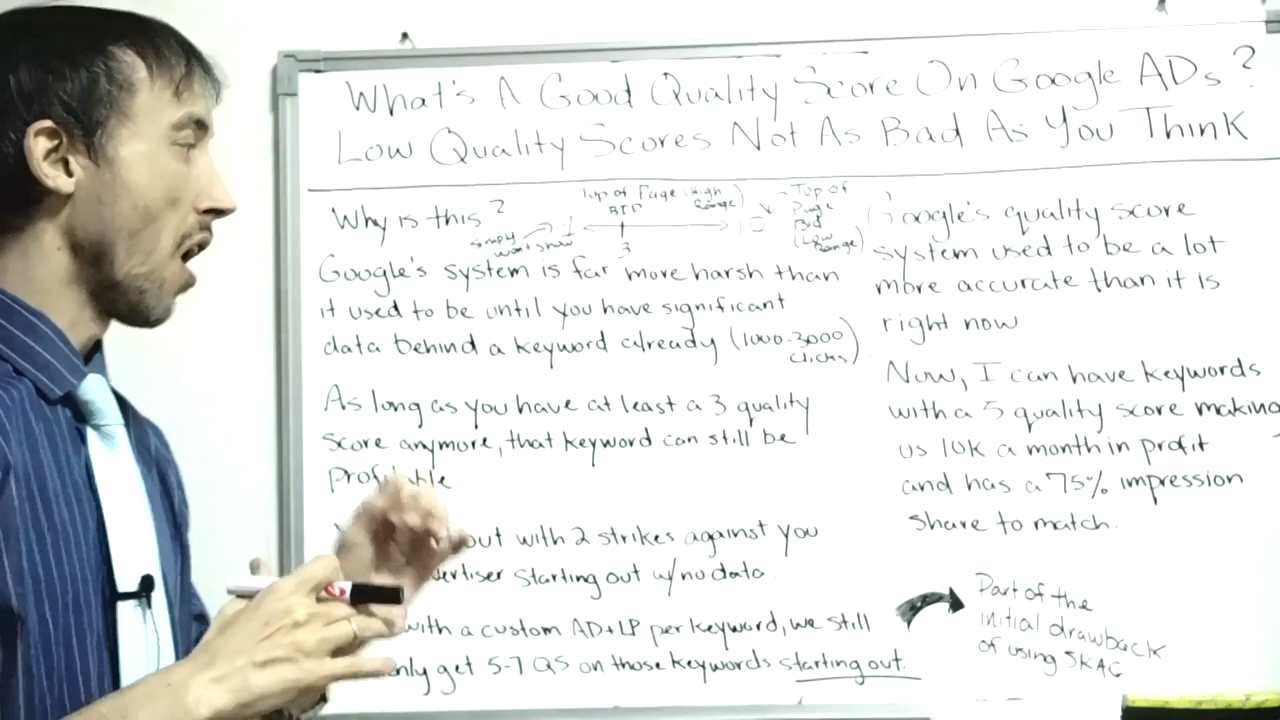 What's A Good Quality Score On Google ADs?
Low Quality Scores Not As Bad As You Think
Why is this?
Top of Page (High Range)
BID
3
10
Top of
Page
Bid
(Low
Range)
simply
won't show
1
Google's system is far more harsh than
it used to be until you have significant
data behind a keyword already (1000-3000
clicks)
As long as you have at least a 3 quality
score anymore, that keyword can still be
out with 2 strikes against you
starting out w/no data
with a custom AD+LP per keyword, we still
only get 5-7 QS on those keywords starting out.
Google's quality score
system used to be a lot
more accurate than it is
right now
Now, I can have keywords
with a 5 quality score making
us 10K a month in profit
and has a 75% impression
share to match.
Part of the
initial drawback
of using SKAG